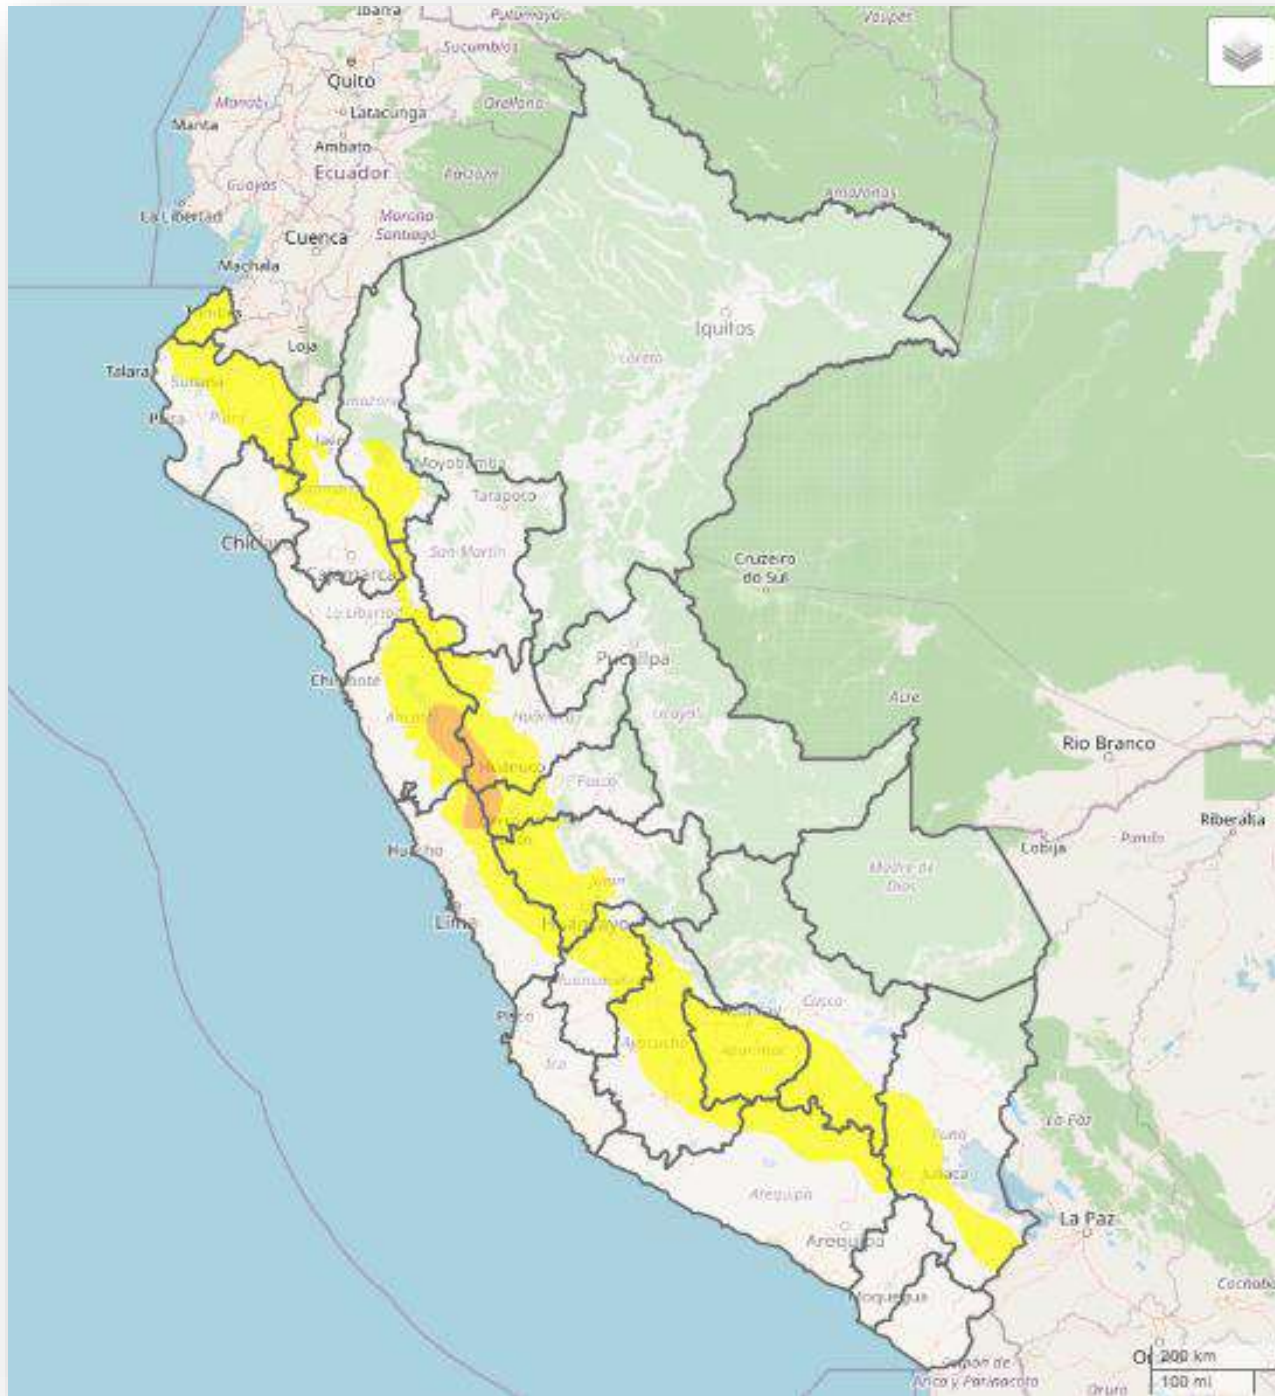 Ibarra
Putumayo
Vaupés
Sucumbíos
Quito
Manabí
Latacunga
Orellana
Manta
Ambato
Ecuador
Pastaza
Guayas
Amazonas
La Libertad
Morona
Santiago
Cuenca
Machala
Tumbes
Iquitos
Loja
Loreto
Talara
Sullana
Amazonas
Piura
Piura
Jaén
Moyobamba
Cajamarca
Tarapoto
San Martín
Cruzeiro
do Sul
Cajamarca
La Libertad
Pucallpa
Chimbote
Acre
Áncash
Huánuco
Ucayali
Rio Branco
Huánuco
Pasco
Riberalta
Pando
Cobija
Huacho
Madre de
Dios
Junín
Lima
Huancayo
Huancavelica
Cusco
Pisco
Ayacucho
Apurímac
Ica
La Paz
Puno
Juliaca
Arequipa
La Paz
Arequipa
Moquegua
200 km
100 mi
Arica y Parinacota
Oruro